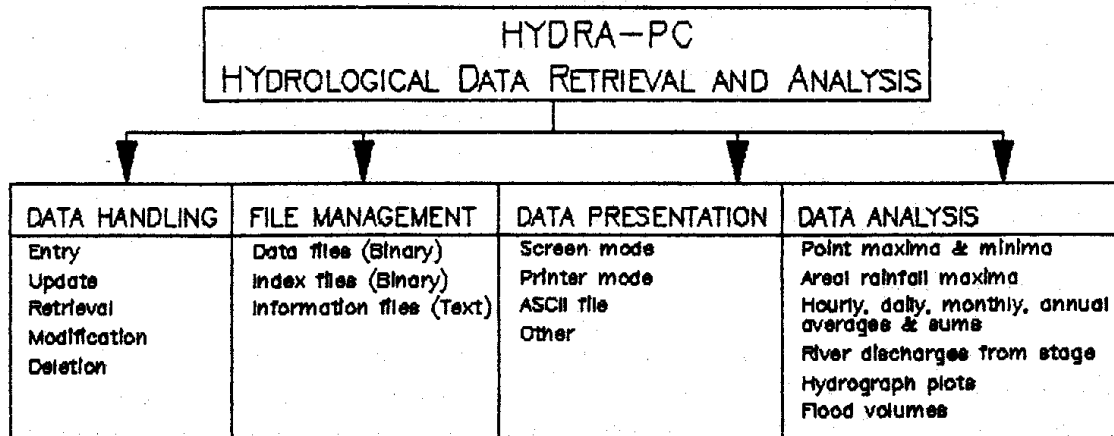 HYDRA-PC
HYDROLOGICAL DATA RETRIEVAL AND ANALYSIS
DATA HANDLING
Entry
Update
Retrieval
Modification
Deletion
FILE MANAGEMENT
Data files (Binary)
Index files (Binary)
Information files (Text)
DATA PRESENTATION
Screen mode
Printer mode
ASCII file
Other
DATA ANALYSIS
Point maxima & minima
Areal rainfall maxima
Hourly, daily, monthly, annual
averages & sums
River discharges from stage
Hydrograph plots
Flood volumes